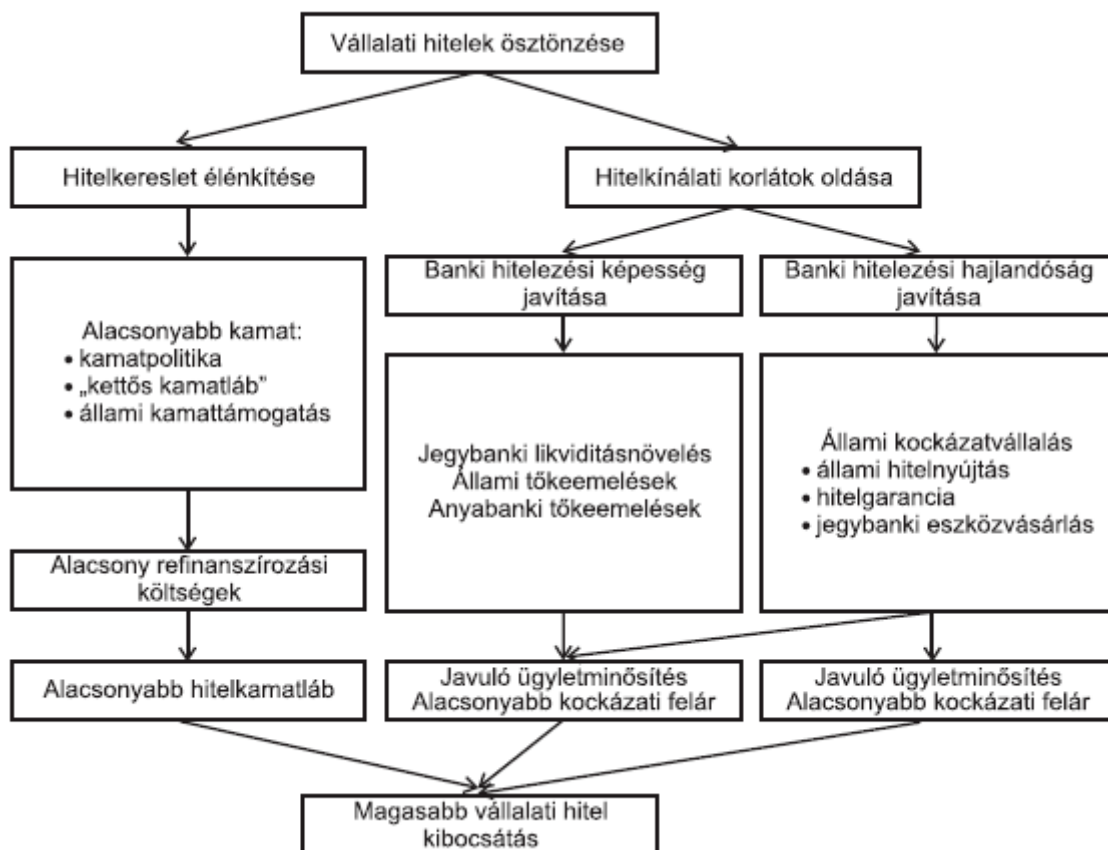 Vállalati hitelek ösztönzése
Hitelkereslet élénkítése
Hitelkínálati korlátok oldása
Banki hitelezési képesség
javítása
Banki hitelezési hajlandóság
javítása
Alacsonyabb kamat:
• kamatpolitika
• „kettős kamatláb”
• állami kamattámogatás
Jegybanki likviditásnövelés
Állami tőkeemelések
Anyabanki tőkeemelések
Állami kockázatvállalás
• állami hitelnyújtás
• hitelgarancia
• jegybanki eszközvásárlás
Alacsony refinanszírozási
költségek
Alacsonyabb hitelkamatláb
Javuló ügyletminősítés
Alacsonyabb kockázati felár
Javuló ügyletminősítés
Alacsonyabb kockázati felár
Magasabb vállalati hitel
kibocsátás